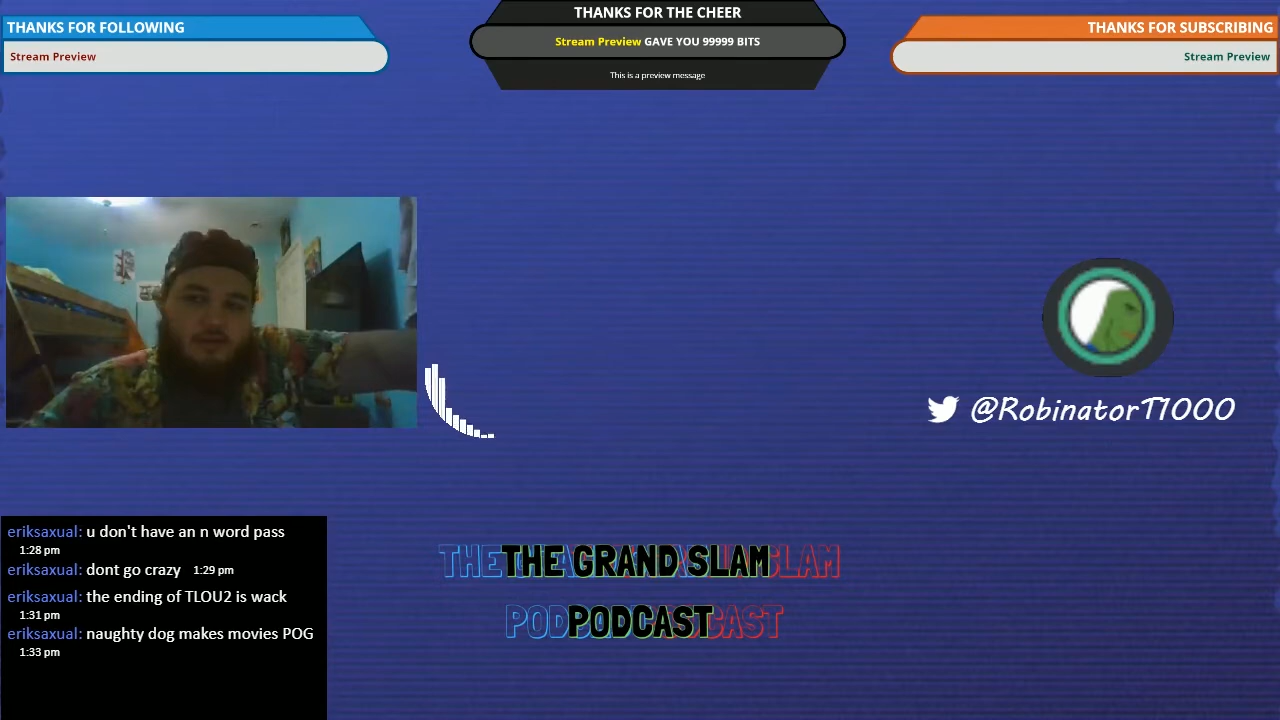 THANKS FOR FOLLOWING
Stream Preview
THANKS FOR THE CHEER
Stream Preview GAVE YOU 99999 BITS
This is a preview message
THANKS FOR SUBSCRIBING
Stream Preview
@RobinatorT1000
eriksaxual: u don't have an n word pass
1:28 pm
eriksaxual: dont go crazy 1:29 pm
eriksaxual: the ending of TLOU2 is wack
1:31 pm
eriksaxual: naughty dog makes movies POG
1:33 pm
THE GRAND SLAM
PODCAST